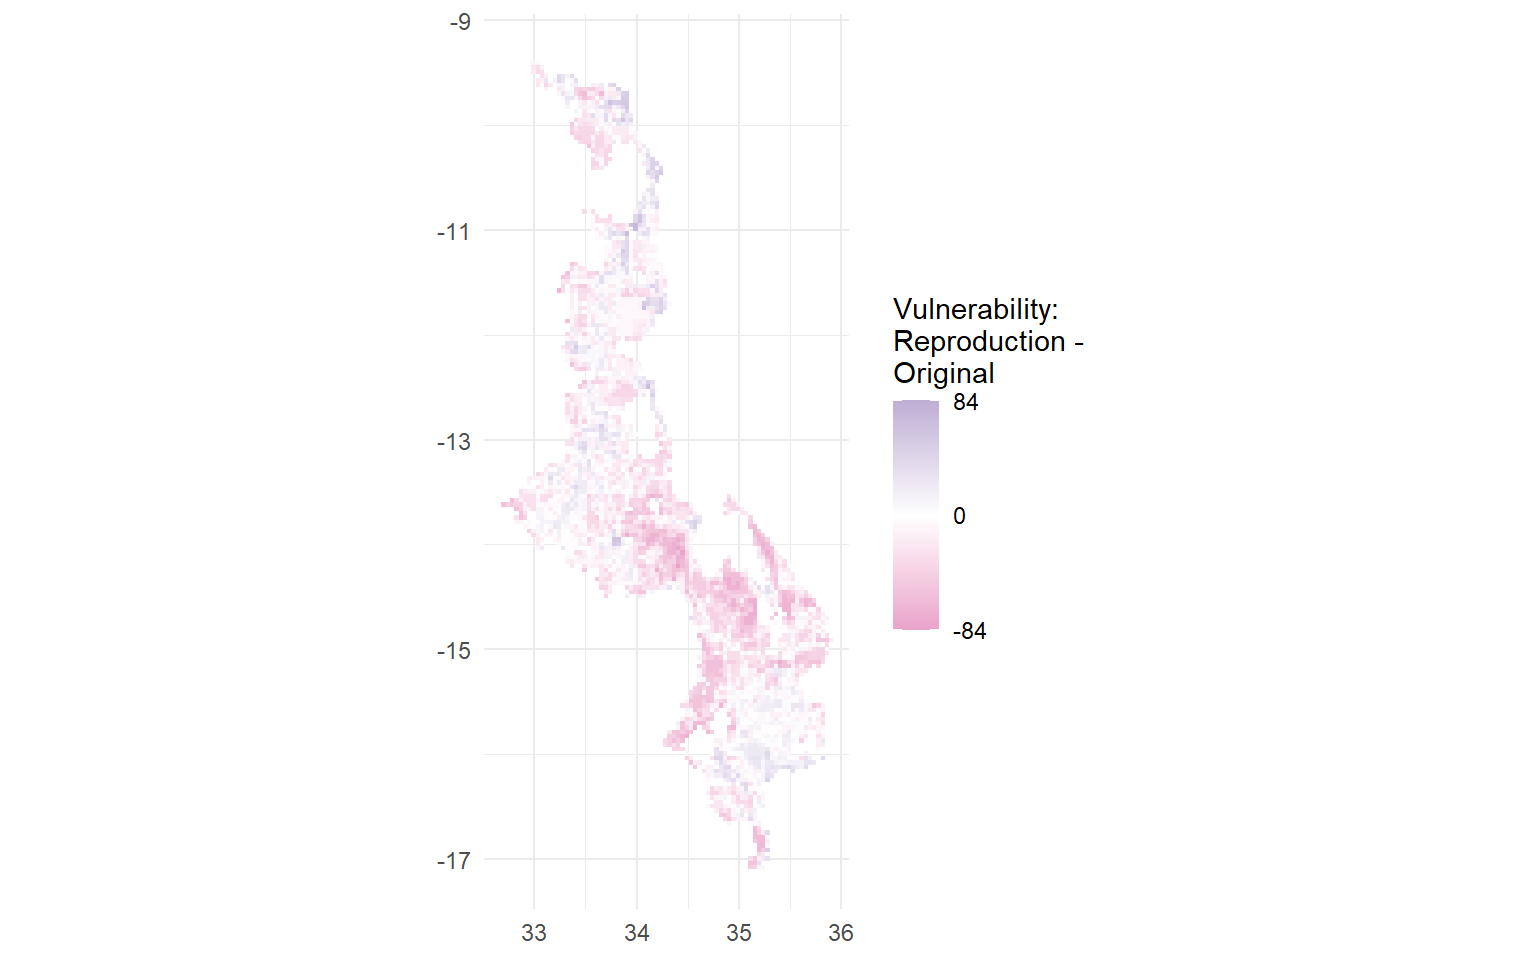 -9
-11
-13
-15
-17
33 34 35 36
Vulnerability:
Reproduction -
Original
84
0
-84